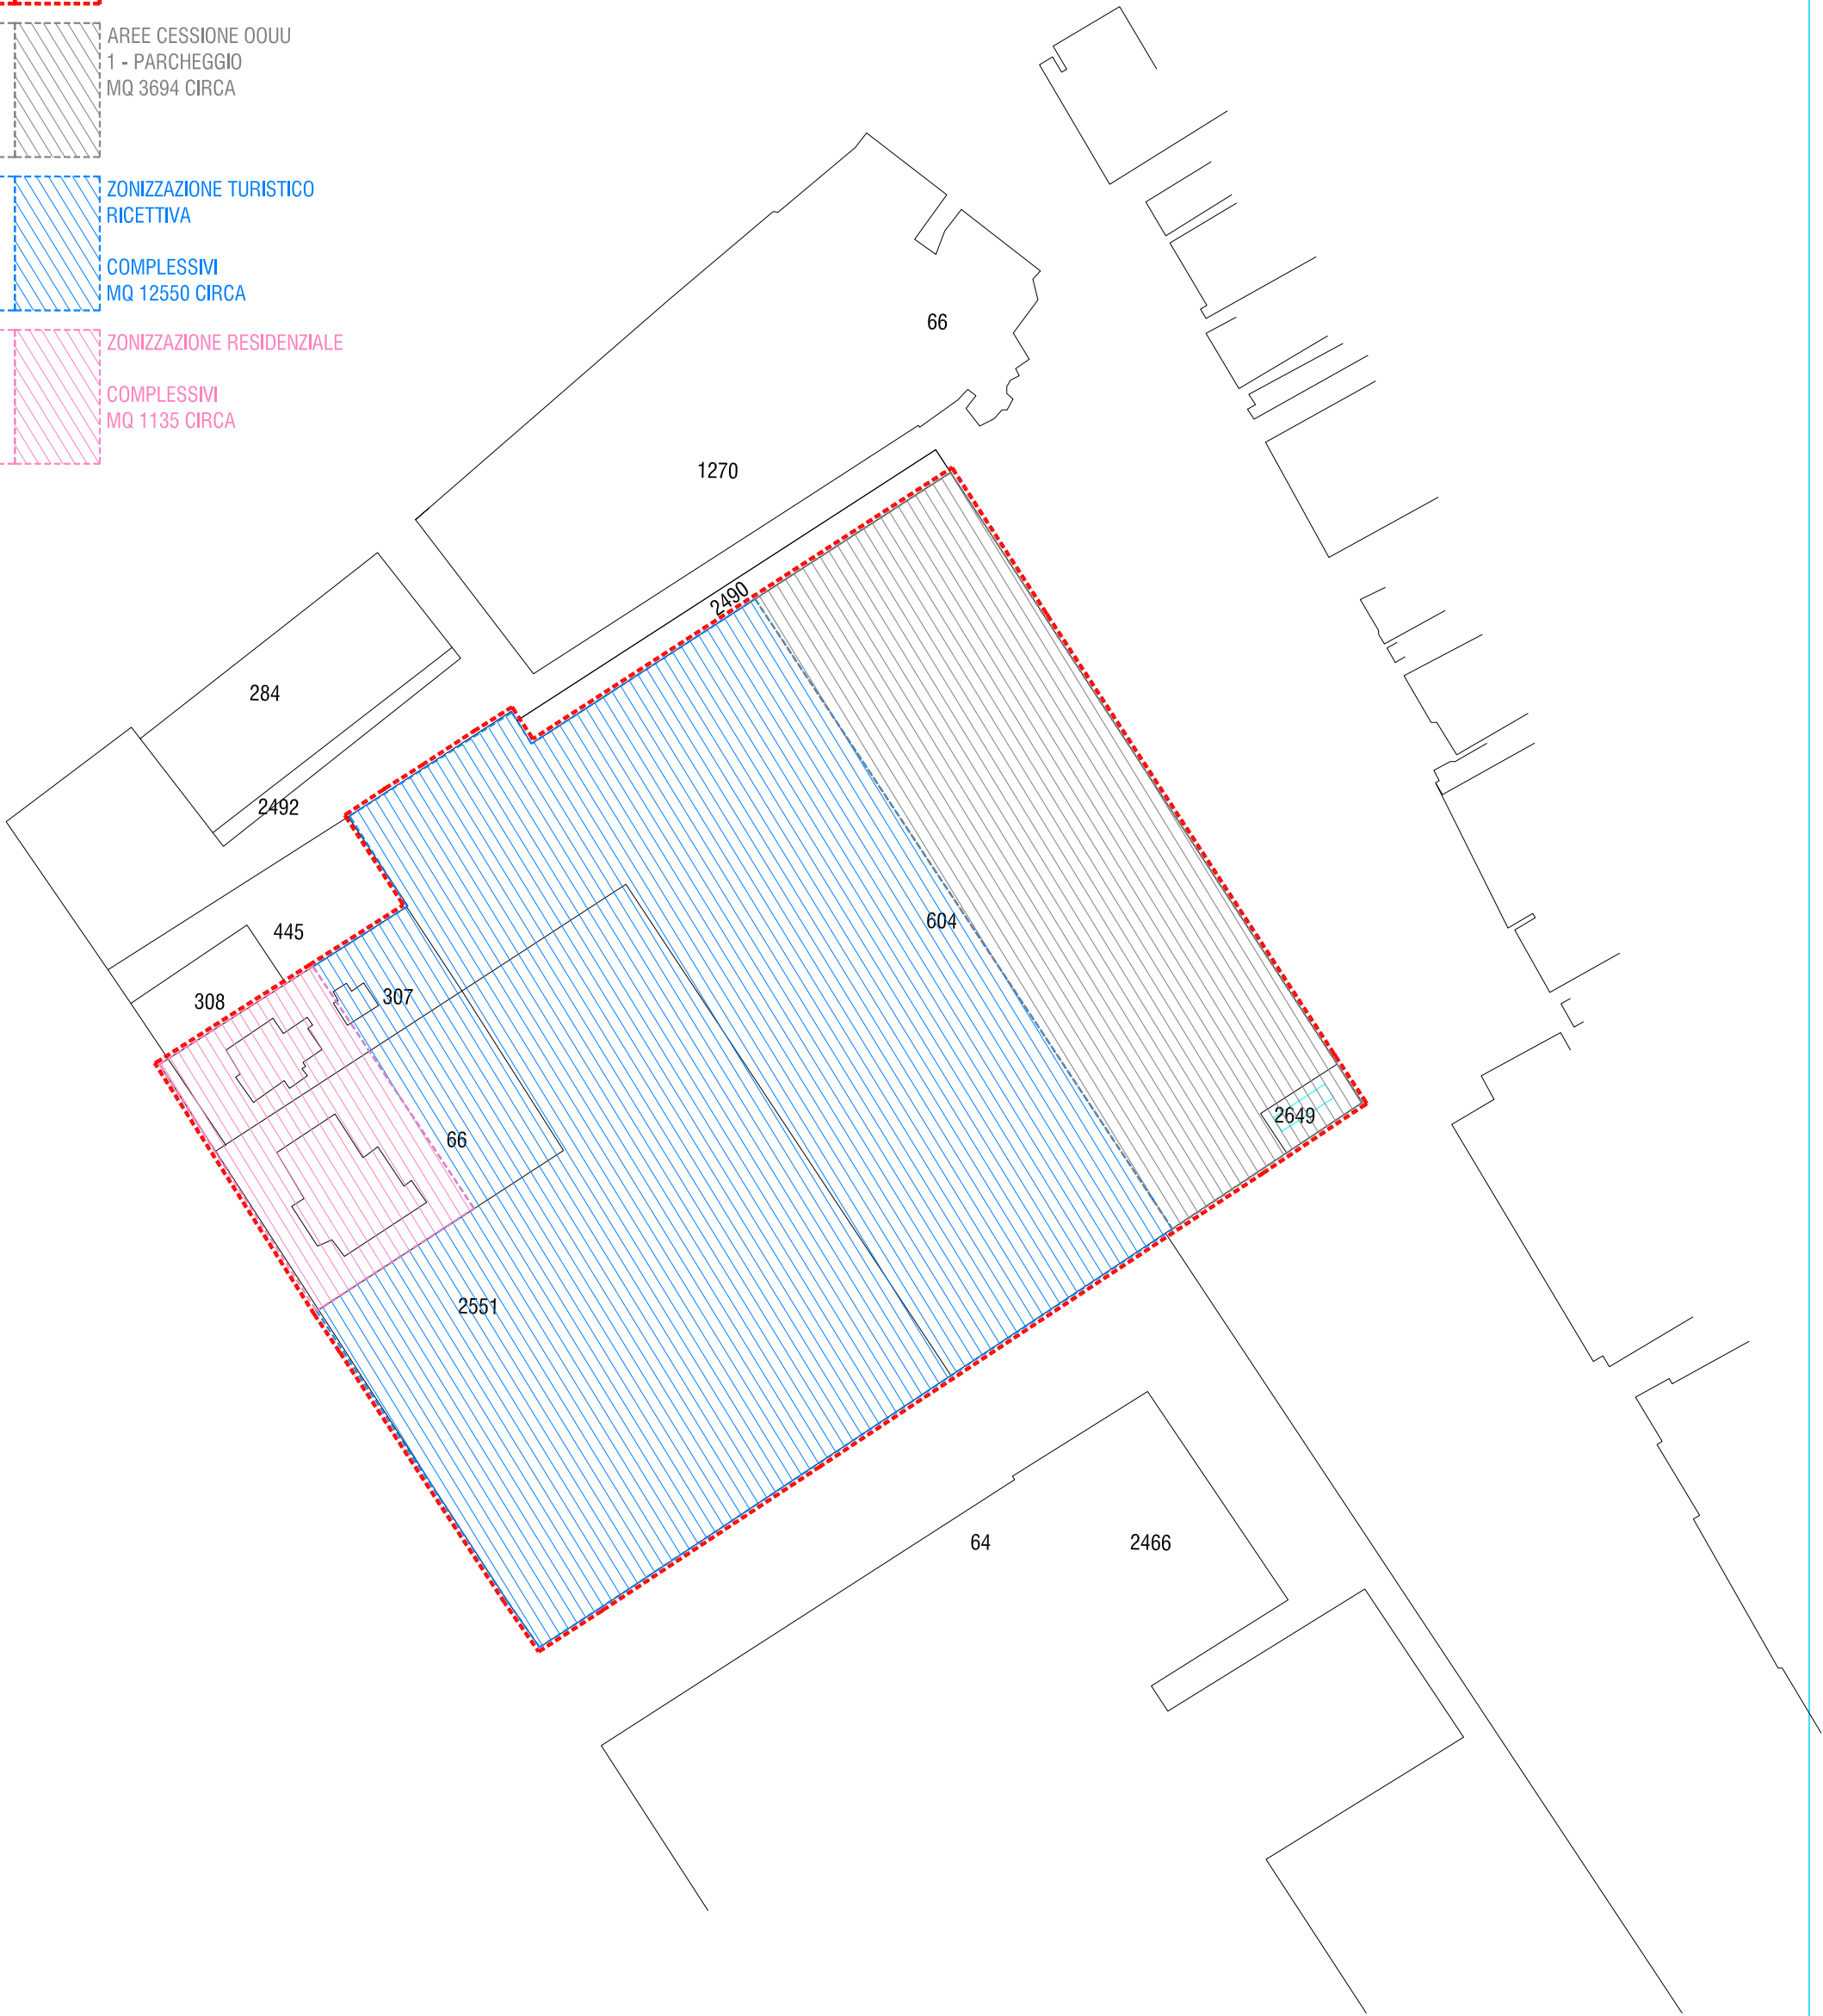 AREE CESSIONE OOUU
1 - PARCHEGGIO
MQ 3694 CIRCA
ZONIZZAZIONE TURISTICO
RICETTIVA
COMPLESSIVI
MQ 12550 CIRCA
ZONIZZAZIONE RESIDENZIALE
COMPLESSIVI
MQ 1135 CIRCA
66
1270
2490
284
2492
604
445
307
308
2649
66
2551
64
2466